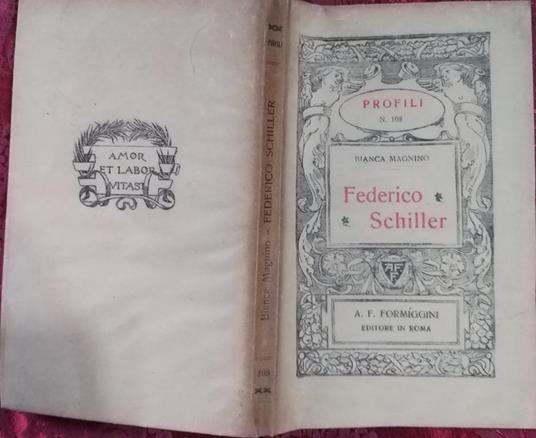 AMOR
ET LABOR
VITAST
PROFILI
Bianca Magnino - FEDERICO SCHILLER
108
PROFILI
N. 108
BIANCA MAGNINO
Federico
Schiller
AFF
A. F. FORMÍGGINI
EDITORE IN ROMA